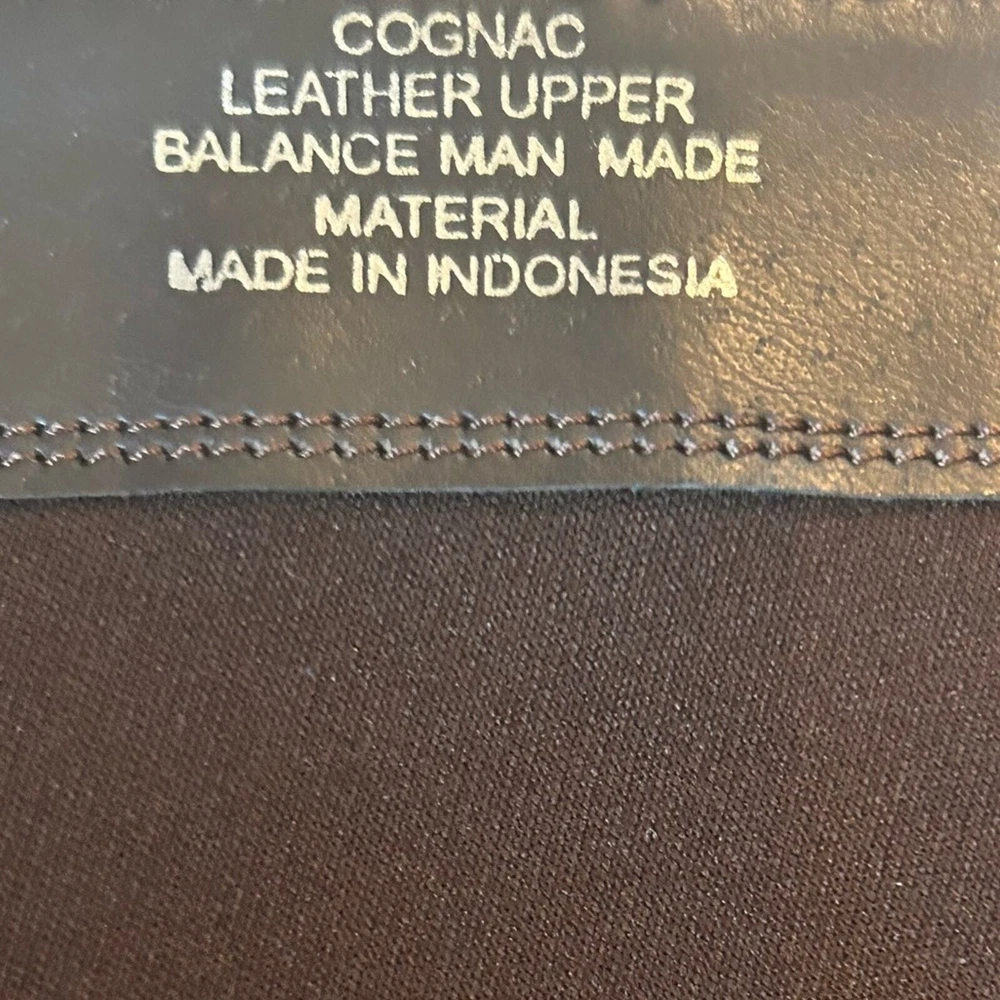 COGNAC
LEATHER UPPER
BALANCE MAN MADE
MATERIAL
MADE IN INDONESIA